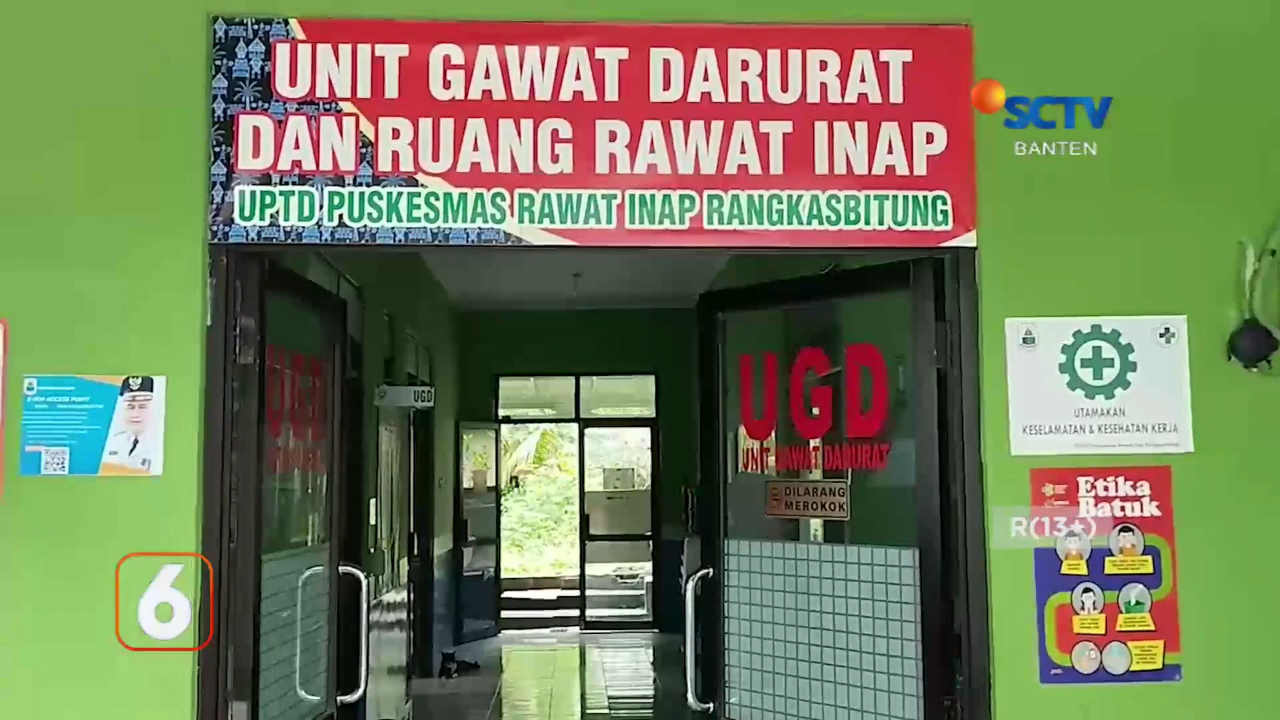 UNIT GAWAT DARURAT
DAN RUANG RAWAT INAP
UPTD PUSKESMAS RAWAT INAP RANGKASBITUNG
SCTV
BANTEN
UGD
UGD
UGD
UNIT GAWAT DARURAT
DILARANG
MEROKOK
UTAMAKAN
KESELAMATAN & KESEHATAN KERJA
Etika
Batuk
R(13+)
6